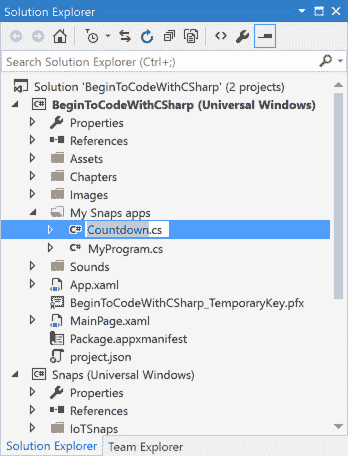 Solution Explorer
Search Solution Explorer (Ctrl+;)
Solution 'BeginToCodeWithCSharp' (2 projects)
C# BeginToCodeWithCSharp (Universal Windows)
Properties
References
Assets
Chapters
Images
My Snaps apps
C# Countdown.cs
C# MyProgram.cs
Sounds
App.xaml
BeginToCodeWithCSharp_TemporaryKey.pfx
MainPage.xaml
Package.appxmanifest
project.json
C# Snaps (Universal Windows)
Properties
References
IoTSnaps
Solution Explorer Team Explorer